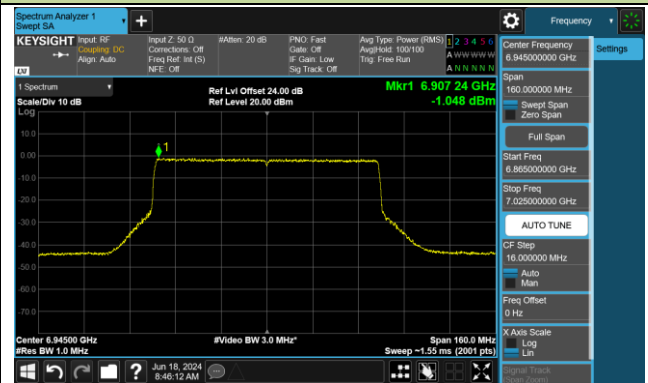 Spectrum Analyzer 1
Swept SA
Frequency
KEYSIGHT
Input: RF
Coupling: DC
Align: Auto
Input Z: 50 Ω
Corrections: Off
Freq Ref: Int (S)
NFE: Off
#Atten: 20 dB
PNO: Fast
Gate: Off
IF Gain: Low
Sig Track: Off
Avg Type: Power (RMS)
Avg|Hold: 100/100
Trig: Free Run
1 2 3 4 5 6
A W W W W W
A N N N N N
LXI
1 Spectrum
Scale/Div 10 dB
Log
Ref Lvl Offset 24.00 dB
Ref Level 20.00 dBm
Mkr1 6.907 24 GHz
-1.048 dBm
10.0
0.00
-10.0
-20.0
-30.0
-40.0
-50.0
-60.0
-70.0
1
Center 6.94500 GHz
#Res BW 1.0 MHz
#Video BW 3.0 MHz*
Span 160.0 MHz
Sweep ~1.55 ms (2001 pts)
Jun 18, 2024
8:46:12 AM
Center Frequency
6.945000000 GHz
Settings
Span
160.000000 MHz
Swept Span
Zero Span
Full Span
Start Freq
6.865000000 GHz
Stop Freq
7.025000000 GHz
AUTO TUNE
CF Step
16.000000 MHz
Auto
Man
Freq Offset
0 Hz
X Axis Scale
Log
Lin
Signal Track
(Span Zoom)